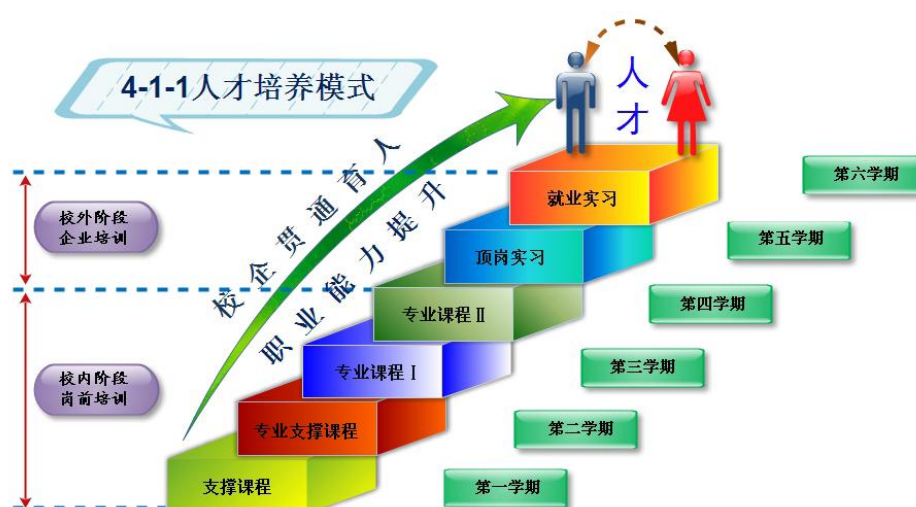 4-1-1人才培养模式
人
才
校企贯通育人
职业能力提升
校外阶段
企业培训
校内阶段
岗前培训
就业实习
第六学期
顶岗实习
第五学期
专业课程Ⅱ
第四学期
专业课程Ⅰ
第三学期
专业支撑课程
第二学期
支撑课程
第一学期